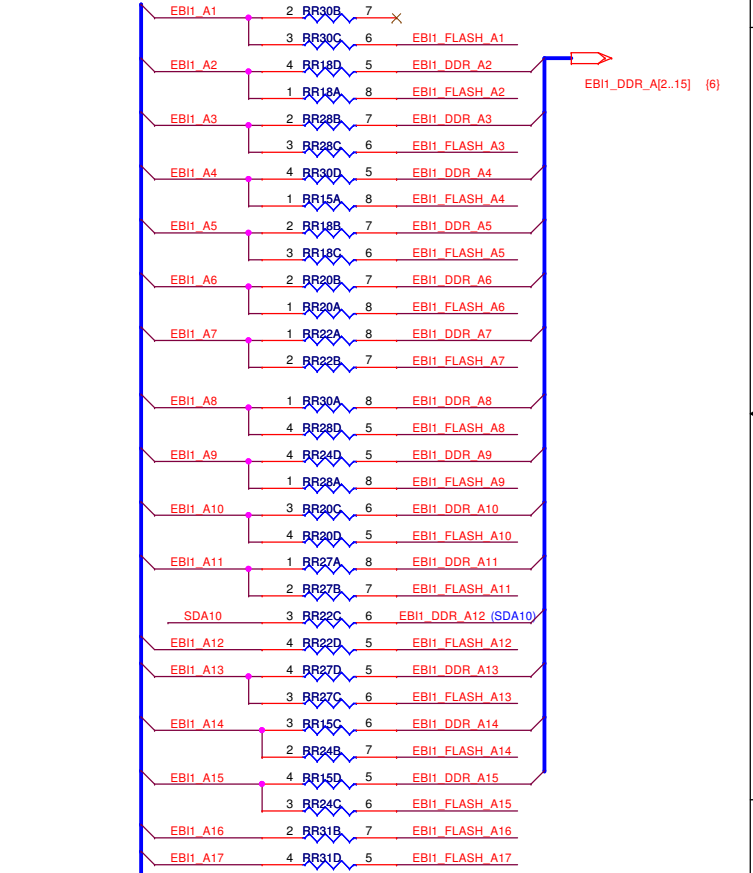 EBI1_A1 2 RR30B 7
3 RR30C 6 EBI1_FLASH_A1
EBI1_A2 4 RR18D 5 EBI1_DDR_A2
EBI1_DDR_A[2..15] {6}
1 RR18A 8 EBI1_FLASH_A2
EBI1_A3 2 RR28B 7 EBI1_DDR_A3
3 RR28C 6 EBI1_FLASH_A3
EBI1_A4 4 RR30D 5 EBI1_DDR_A4
1 RR15A 8 EBI1_FLASH_A4
EBI1_A5 2 RR18B 7 EBI1_DDR_A5
3 RR18C 6 EBI1_FLASH_A5
EBI1_A6 2 RR20B 7 EBI1_DDR_A6
1 RR20A 8 EBI1_FLASH_A6
EBI1_A7 1 RR22A 8 EBI1_DDR_A7
2 RR22B 7 EBI1_FLASH_A7
EBI1_A8 1 RR30A 8 EBI1_DDR_A8
4 RR28D 5 EBI1_FLASH_A8
EBI1_A9 4 RR24D 5 EBI1_DDR_A9
1 RR28A 8 EBI1_FLASH_A9
EBI1_A10 3 RR20C 6 EBI1_DDR_A10
4 RR20D 5 EBI1_FLASH_A10
EBI1_A11 1 RR27A 8 EBI1_DDR_A11
2 RR27B 7 EBI1_FLASH_A11
SDA10 3 RR22C 6 EBI1_DDR_A12 (SDA10)
EBI1_A12 4 RR22D 5 EBI1_FLASH_A12
EBI1_A13 4 RR27D 5 EBI1_DDR_A13
3 RR27C 6 EBI1_FLASH_A13
EBI1_A14 3 RR15C 6 EBI1_DDR_A14
2 RR24B 7 EBI1_FLASH_A14
EBI1_A15 4 RR15D 5 EBI1_DDR_A15
3 RR24C 6 EBI1_FLASH_A15
EBI1_A16 2 RR31B 7 EBI1_FLASH_A16
EBI1_A17 4 RR31D 5 EBI1_FLASH_A17